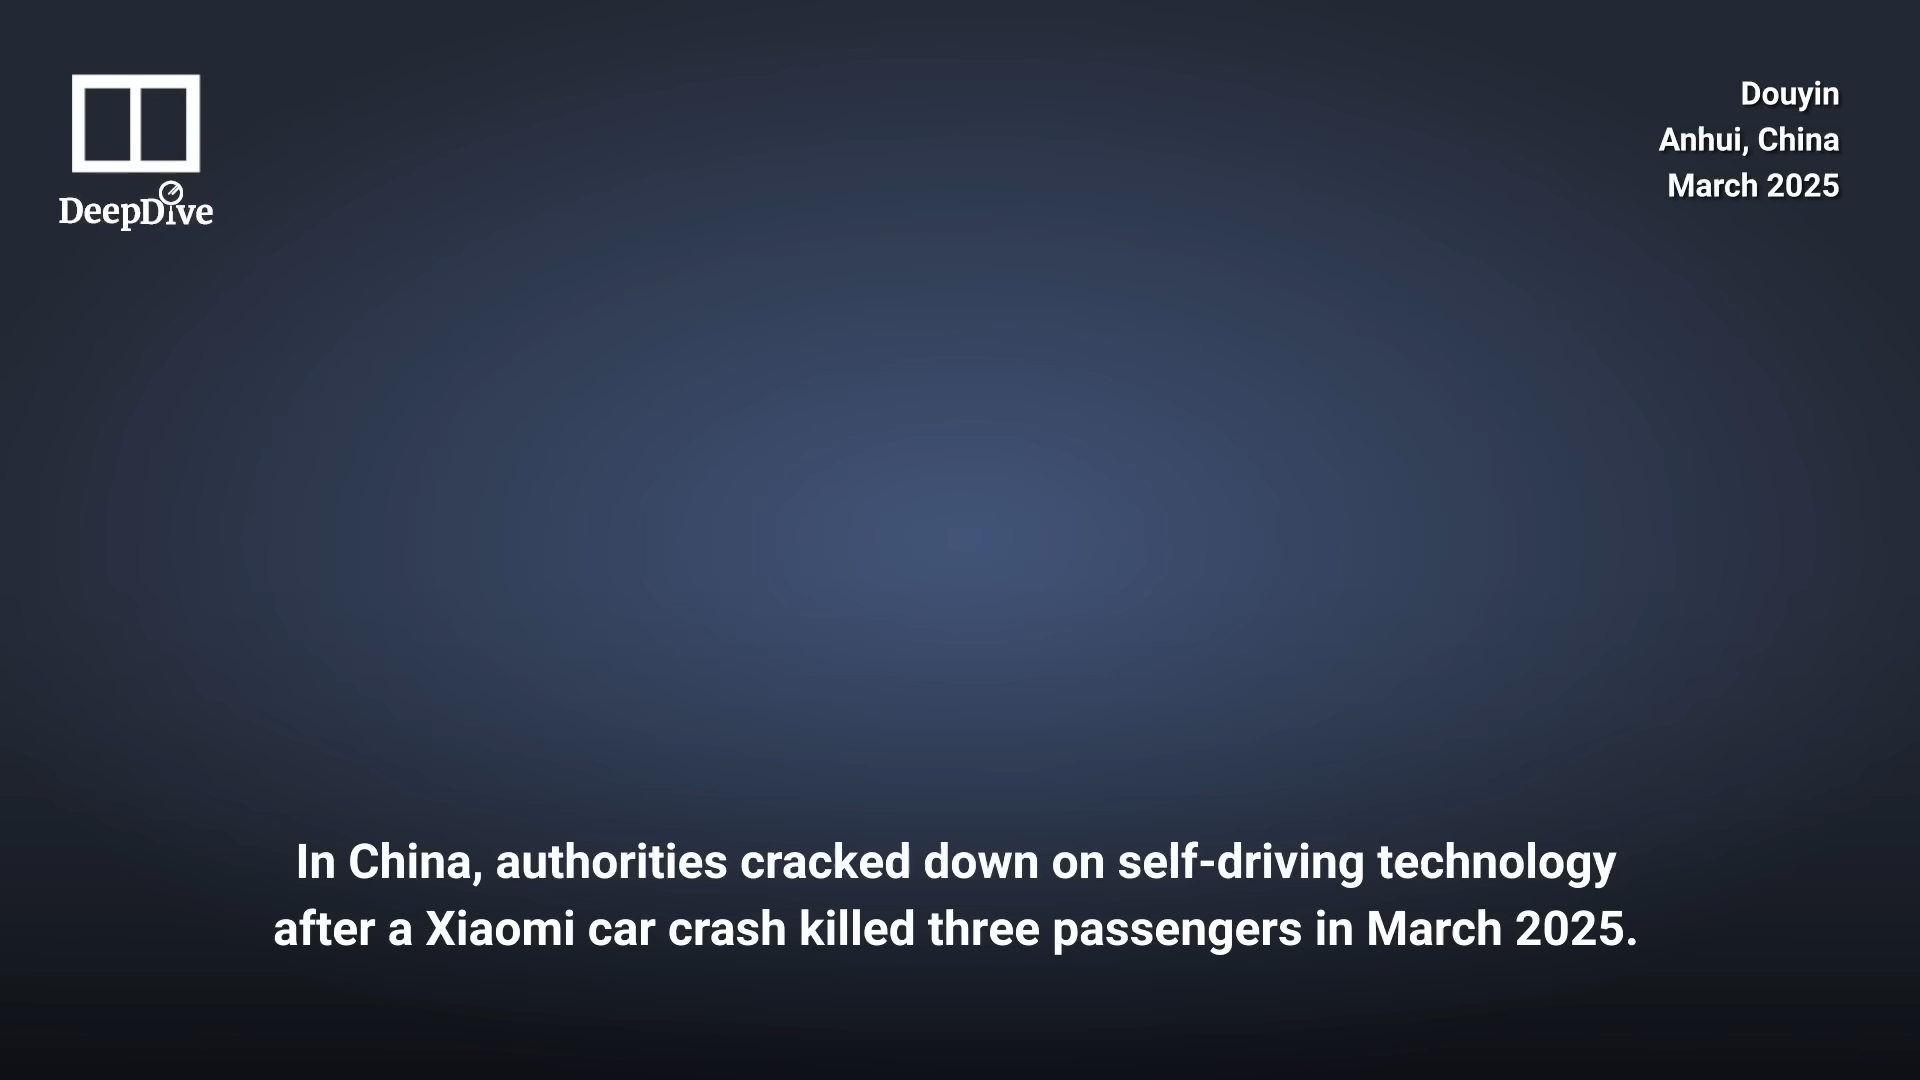 DeepDive
Douyin
Anhui, China
March 2025
In China, authorities cracked down on self-driving technology
after a Xiaomi car crash killed three passengers in March 2025.